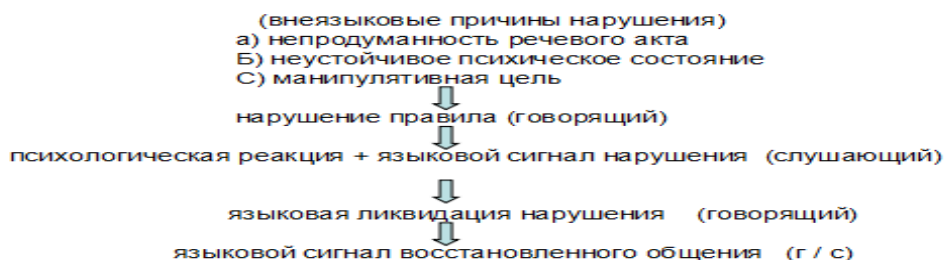 (внеязыковые причины нарушения)
а) непродуманность речевого акта
Б) неустойчивое психическое состояние
С) манипулятивная цель
нарушение правила (говорящий)
психологическая реакция + языковой сигнал нарушения (слушающий)
языковая ликвидация нарушения (говорящий)
языковой сигнал восстановленного общения (г / с)